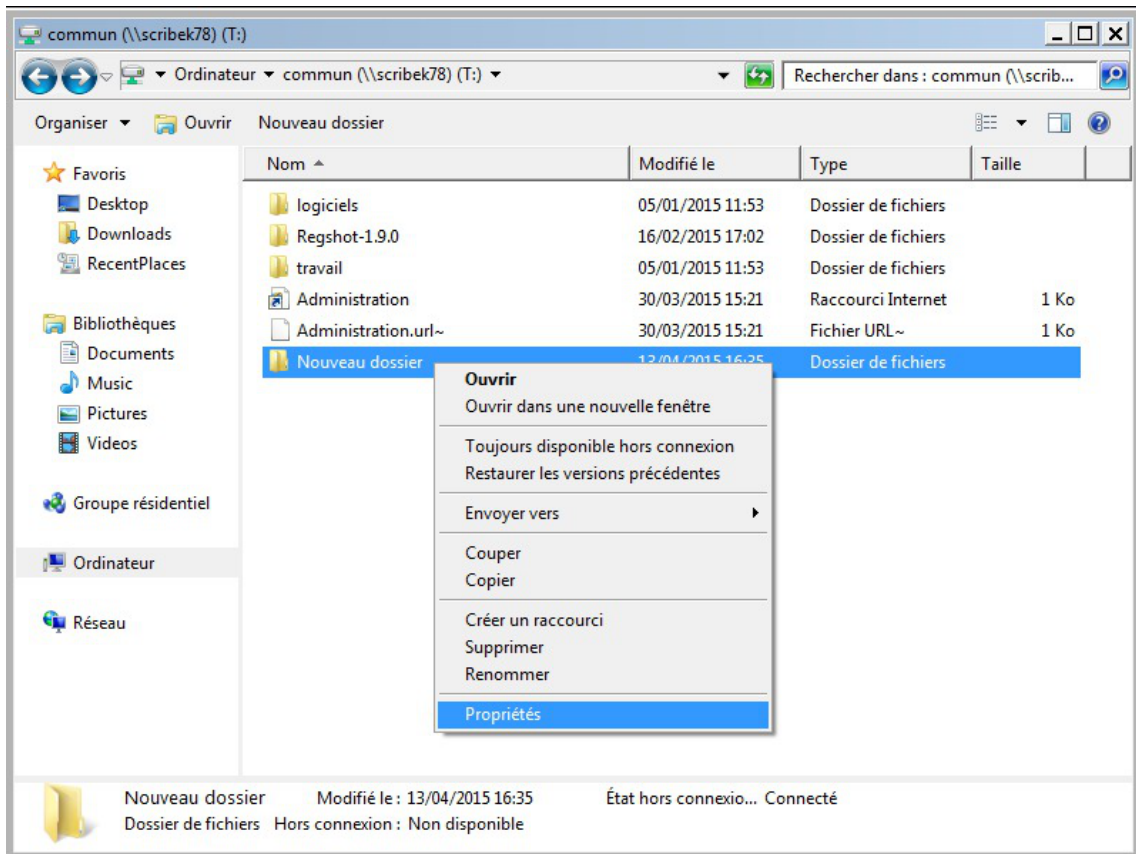 commun (\\scribek78) (T:)
Ordinateur commun (\\scribek78) (T:) Rechercher dans : commun (\\scrib...
Organiser Ouvrir Nouveau dossier
Nom Modifié le Type Taille
Favoris
Desktop
Downloads
RecentPlaces
Bibliothèques
Documents
Music
Pictures
Videos
Groupe résidentiel
Ordinateur
Réseau
logiciels 05/01/2015 11:53 Dossier de fichiers
Regshot-1.9.0 16/02/2015 17:02 Dossier de fichiers
travail 05/01/2015 11:53 Dossier de fichiers
Administration 30/03/2015 15:21 Raccourci Internet 1 Ko
Administration.url~ 30/03/2015 15:21 Fichier URL~ 1 Ko
Nouveau dossier 13/04/2015 16:35 Dossier de fichiers
Ouvrir
Ouvrir dans une nouvelle fenêtre
Toujours disponible hors connexion
Restaurer les versions précédentes
Envoyer vers
Couper
Copier
Créer un raccourci
Supprimer
Renommer
Propriétés
Nouveau dossier Modifié le : 13/04/2015 16:35 État hors connexio... Connecté
Dossier de fichiers Hors connexion : Non disponible